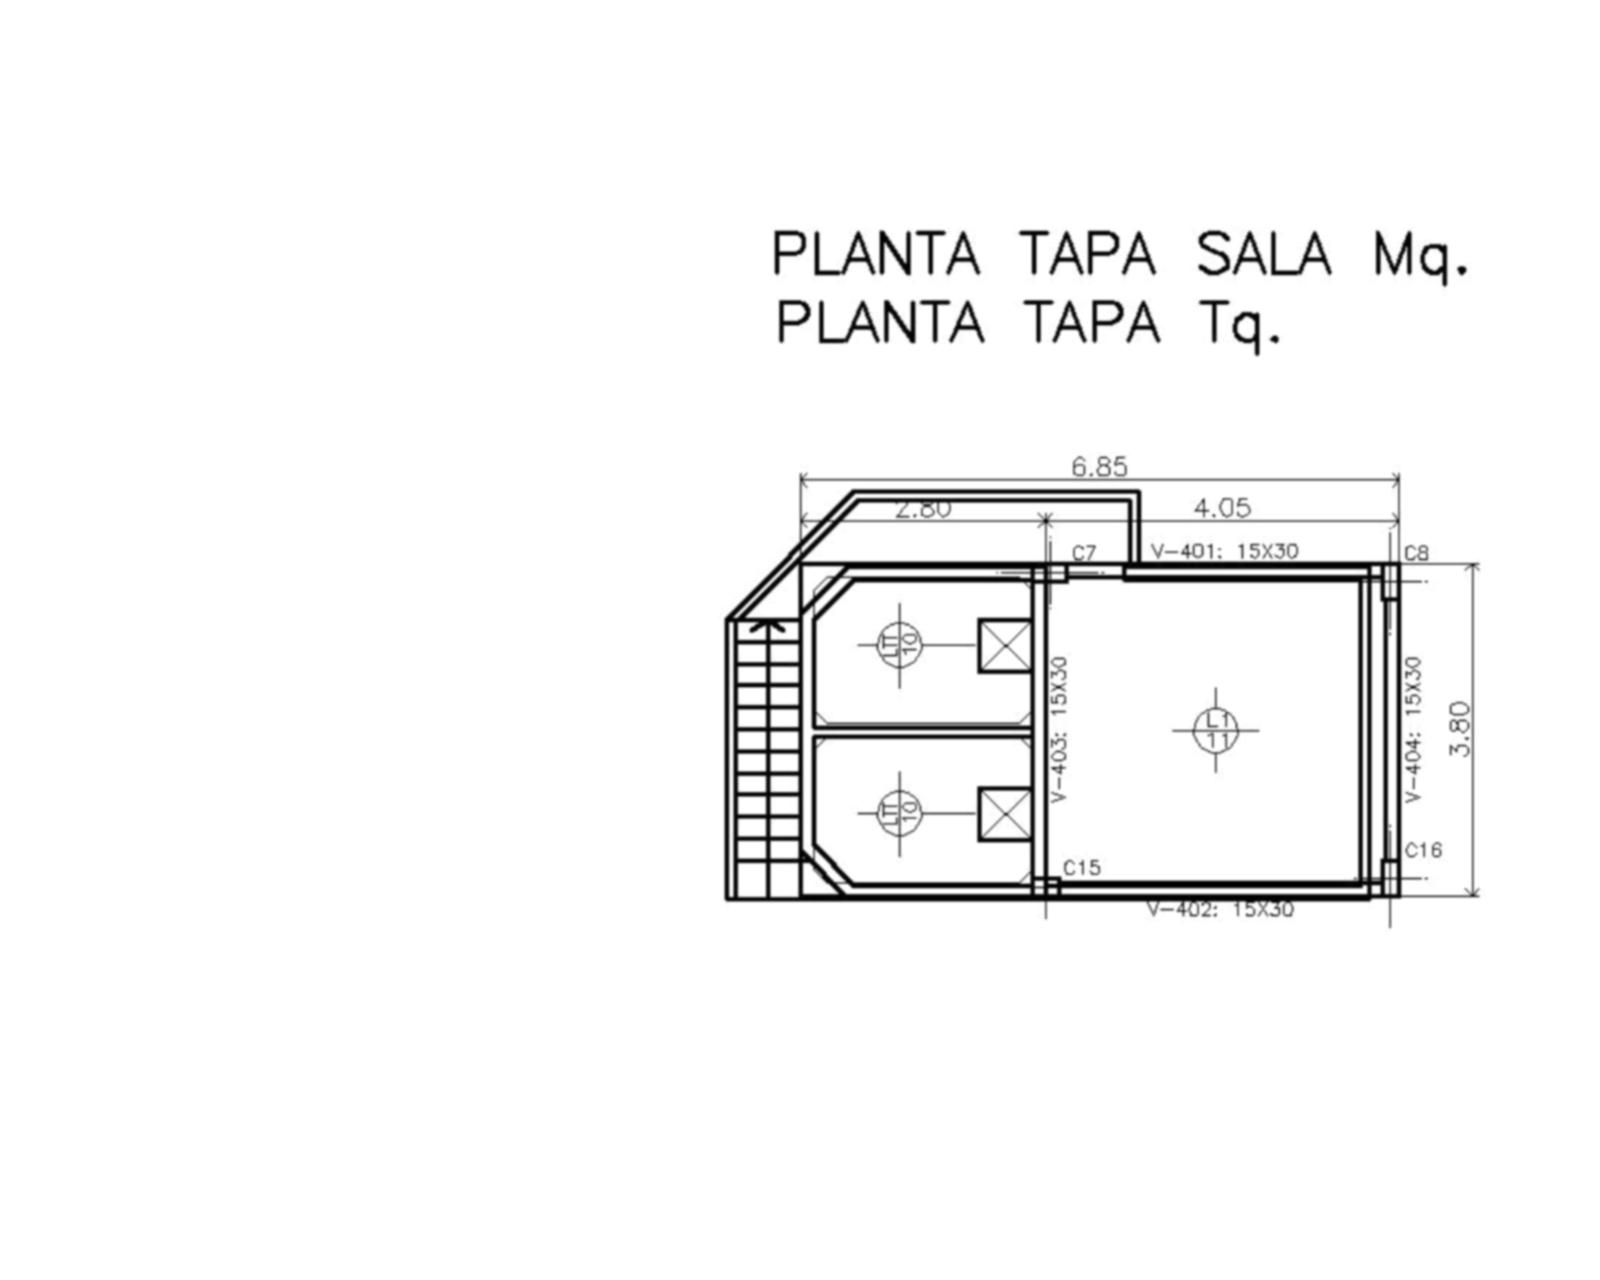 PLANTA TAPA SALA Mq.
PLANTA TAPA Tq.
6.85
2.80
4.05
C7
V-401: 15X30
C8
LT1
10
V-403: 15X30
V-404: 15X30
3.80
L1
11
LT1
10
C15
C16
V-402: 15X30